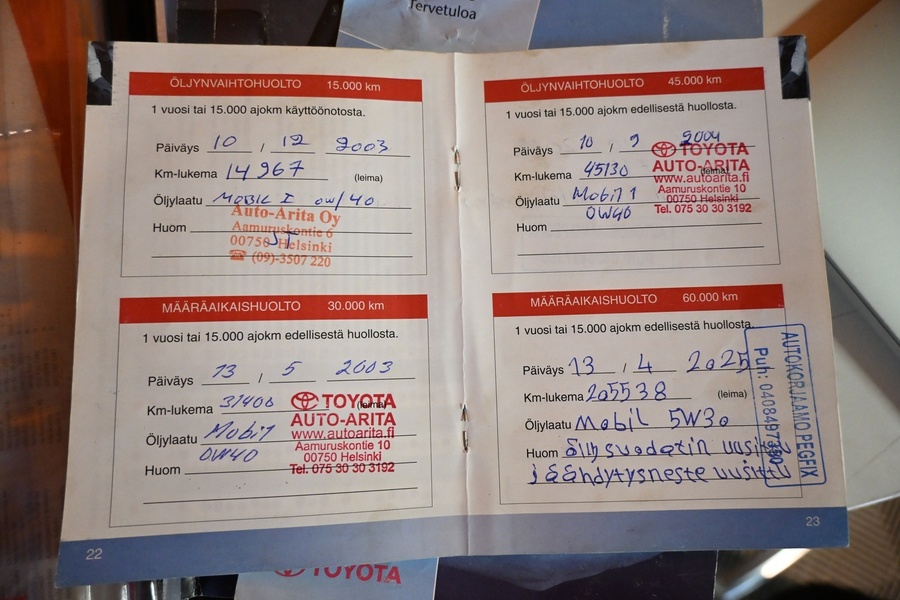 Tervetuloa
ÖLJYNVAIHTOHUOLTO 15.000 km
1 vuosi tai 15.000 ajokm käyttöönotosta.
Päiväys 10 / 12 2003
Km-lukema 14967 (leima)
Öljylaatu MOBIL I 0W/40
Auto-Arita Oy
Huom
Aamuruskontie 6
00750 Helsinki
☎ (09)-3507 220
MÄÄRÄAIKAISHUOLTO 30.000 km
1 vuosi tai 15.000 ajokm edellisestä huollosta.
Päiväys 13 / 5 2003
Km-lukema 31400 (leima)
TOYOTA
AUTO-ARITA
www.autoarita.fi
Aamuruskontie 10
00750 Helsinki
Tel. 075 30 30 3192
Öljylaatu Mobil 1
0W40
Huom
22
ÖLJYNVAIHTOHUOLTO 45.000 km
1 vuosi tai 15.000 ajokm edellisestä huollosta.
Päiväys 10 / 9 2004
Km-lukema 45130 (leima)
TOYOTA
AUTO-ARITA
www.autoarita.fi
Aamuruskontie 10
00750 Helsinki
Tel. 075 30 30 3192
Öljylaatu Mobil 1
0W40
Huom
MÄÄRÄAIKAISHUOLTO 60.000 km
1 vuosi tai 15.000 ajokm edellisestä huollosta.
Päiväys 13 / 4 2025
Km-lukema 205538 (leima)
Öljylaatu Mobil 5W30
Huom öljysuodatin uusittu
jäähdytysneste uusittu
AUTOKORJAAMO PEGFIX
Puh.
23
TOYOTA